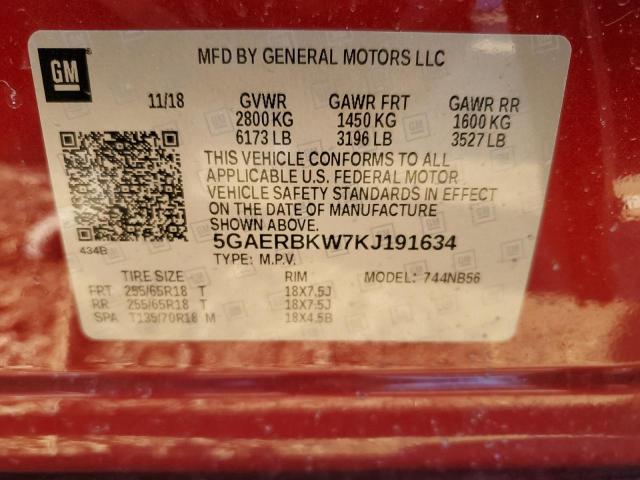 GM
MFD BY GENERAL MOTORS LLC
11/18 GVWR GAWR FRT GAWR RR
2800 KG 1450 KG 1600 KG
6173 LB 3196 LB 3527 LB
THIS VEHICLE CONFORMS TO ALL
APPLICABLE U.S. FEDERAL MOTOR
VEHICLE SAFETY STANDARDS IN EFFECT
ON THE DATE OF MANUFACTURE
SHOWN ABOVE.
434B
5GAERBKW7KJ191634
TYPE: M.P.V.
TIRE SIZE RIM MODEL: 744NB56
FRT 255/65R18 T 18X7.5J
RR 255/65R18 T 18X7.5J
SPA T135/70R18 M 18X4.5B